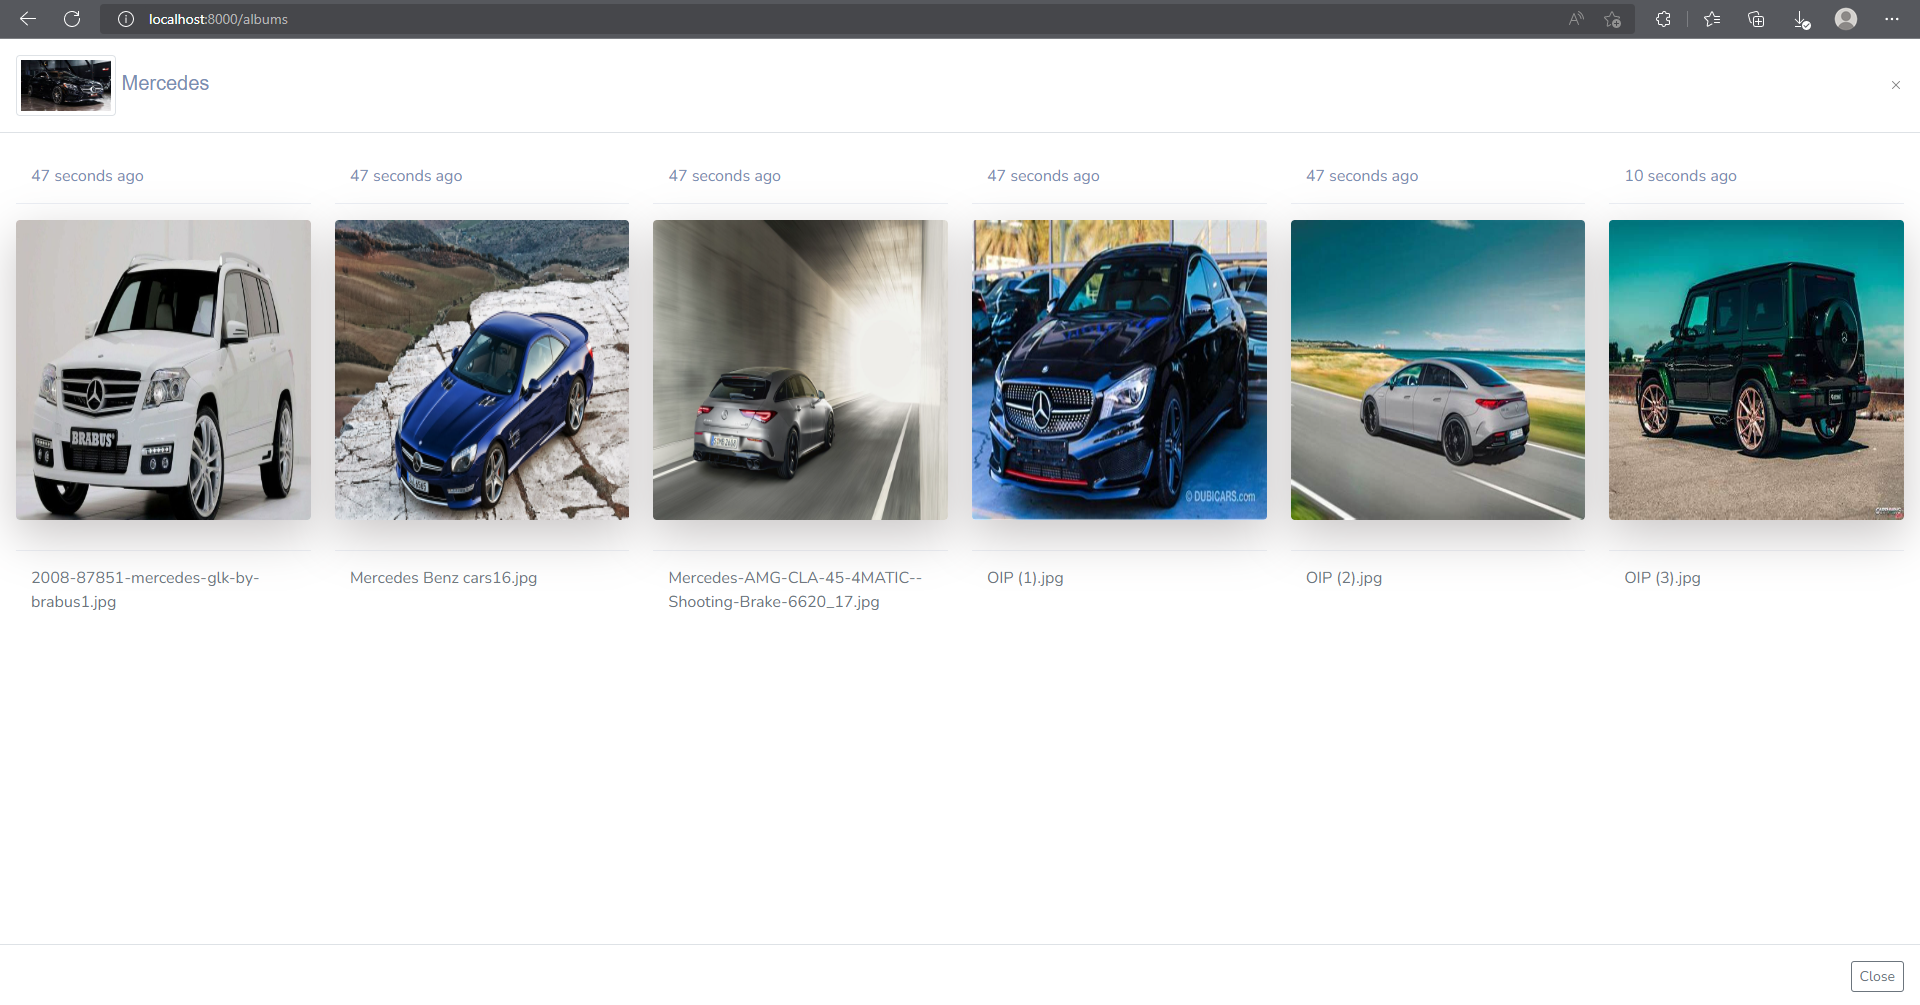 localhost:8000/albums
Mercedes
×
47 seconds ago
47 seconds ago
47 seconds ago
47 seconds ago
47 seconds ago
10 seconds ago
BRABUS
© DUBICARS.com
2008-87851-mercedes-glk-by-
brabus1.jpg
Mercedes Benz cars16.jpg
Mercedes-AMG-CLA-45-4MATIC--
Shooting-Brake-6620_17.jpg
OIP (1).jpg
OIP (2).jpg
OIP (3).jpg
Close